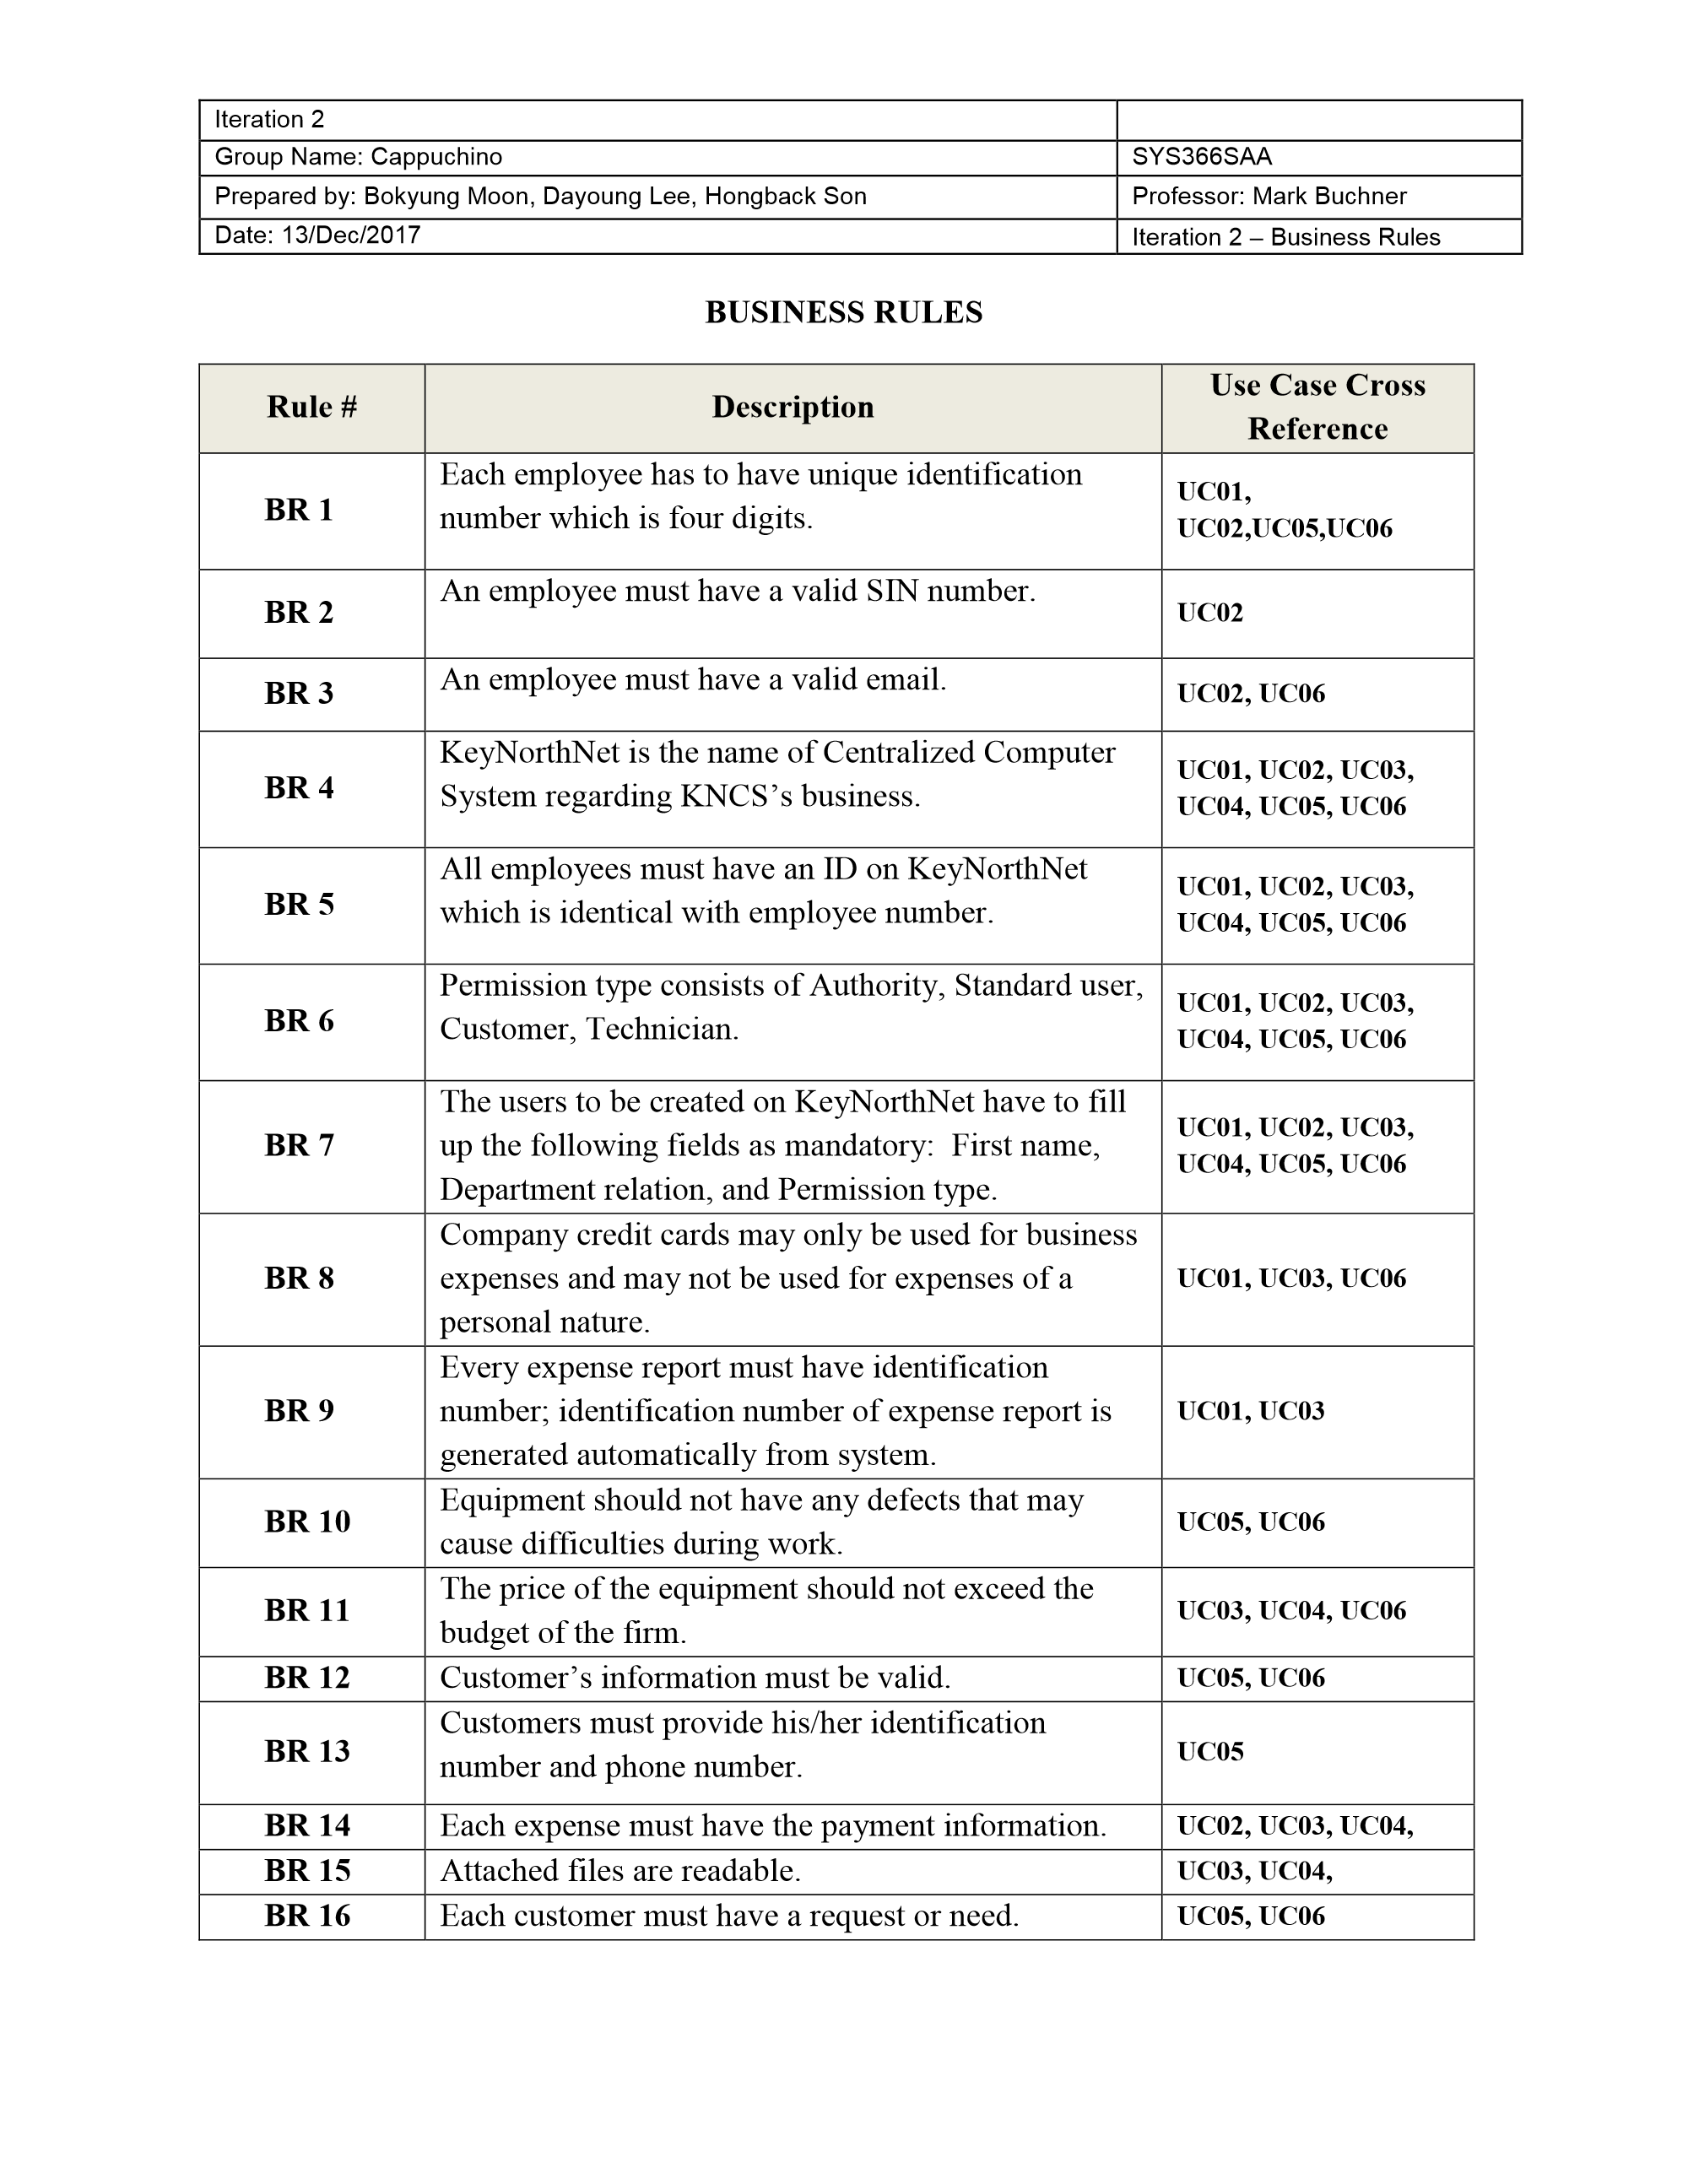 Iteration 2
Group Name: Cappuchino
SYS366SAA
Prepared by: Bokyung Moon, Dayoung Lee, Hongback Son
Professor: Mark Buchner
Date: 13/Dec/2017
Iteration 2 – Business Rules
BUSINESS RULES
Rule #
Description
Use Case Cross
Reference
BR 1
Each employee has to have unique identification
number which is four digits.
UC01,
UC02,UC05,UC06
BR 2
An employee must have a valid SIN number.
UC02
BR 3
An employee must have a valid email.
UC02, UC06
BR 4
KeyNorthNet is the name of Centralized Computer
System regarding KNCS’s business.
UC01, UC02, UC03,
UC04, UC05, UC06
BR 5
All employees must have an ID on KeyNorthNet
which is identical with employee number.
UC01, UC02, UC03,
UC04, UC05, UC06
BR 6
Permission type consists of Authority, Standard user,
Customer, Technician.
UC01, UC02, UC03,
UC04, UC05, UC06
BR 7
The users to be created on KeyNorthNet have to fill
up the following fields as mandatory:  First name,
Department relation, and Permission type.
UC01, UC02, UC03,
UC04, UC05, UC06
BR 8
Company credit cards may only be used for business
expenses and may not be used for expenses of a
personal nature.
UC01, UC03, UC06
BR 9
Every expense report must have identification
number; identification number of expense report is
generated automatically from system.
UC01, UC03
BR 10
Equipment should not have any defects that may
cause difficulties during work.
UC05, UC06
BR 11
The price of the equipment should not exceed the
budget of the firm.
UC03, UC04, UC06
BR 12
Customer’s information must be valid.
UC05, UC06
BR 13
Customers must provide his/her identification
number and phone number.
UC05
BR 14
Each expense must have the payment information.
UC02, UC03, UC04,
BR 15
Attached files are readable.
UC03, UC04,
BR 16
Each customer must have a request or need.
UC05, UC06